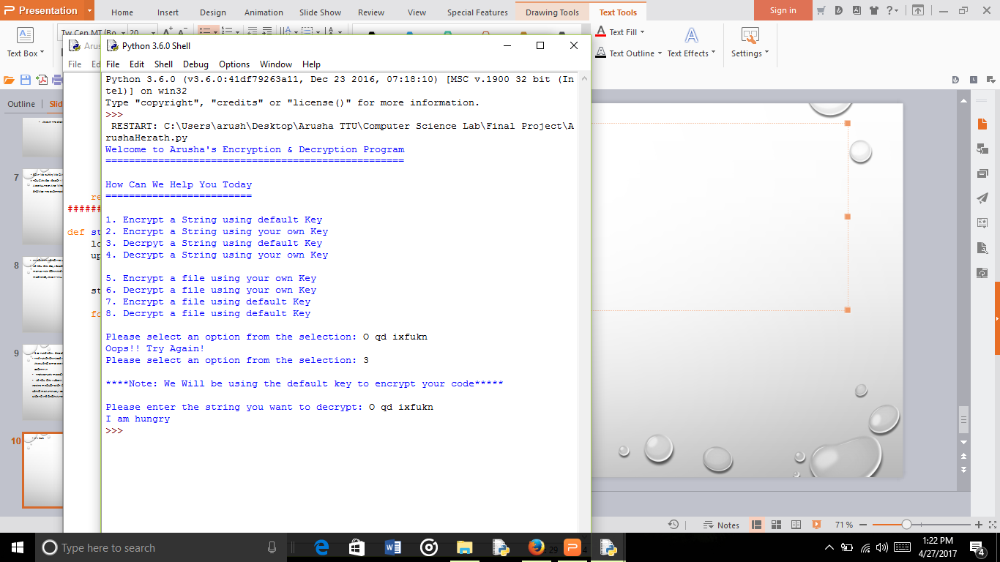 Presentation
Home Insert Design Animation Slide Show Review View Special Features Drawing Tools Text Tools
Sign in
Text Box
Tw Cen MT (Bo 20
Text Fill
Text Outline
Text Effects
Settings
Outline
File
Python 3.6.0 Shell
File Edit Shell Debug Options Window Help
Python 3.6.0 (v3.6.0:41df79263a11, Dec 23 2016, 07:18:10) [MSC v.1900 32 bit (In
tel)] on win32
Type "copyright", "credits" or "license()" for more information.
>>>
RESTART: C:\Users\arush\Desktop\Arusha TTU\Computer Science Lab\Final Project\A
rushaHerath.py
Welcome to Arusha's Encryption & Decryption Program
===================================================
How Can We Help You Today
=========================
1. Encrypt a String using default Key
2. Encrypt a String using your own Key
3. Decrpyt a String using default Key
4. Decrypt a String using your own Key
5. Encrypt a file using your own Key
6. Decrypt a file using your own Key
7. Encrypt a file using default Key
8. Decrypt a file using default Key
Please select an option from the selection: O qd ixfukn
Oops!! Try Again!
Please select an option from the selection: 3
****Note: We Will be using the default key to encrypt your code*****
Please enter the string you want to decrypt: O qd ixfukn
I am hungry
>>>
def
7
8
9
10
Notes
71 %
Type here to search
1:22 PM
4/27/2017
4